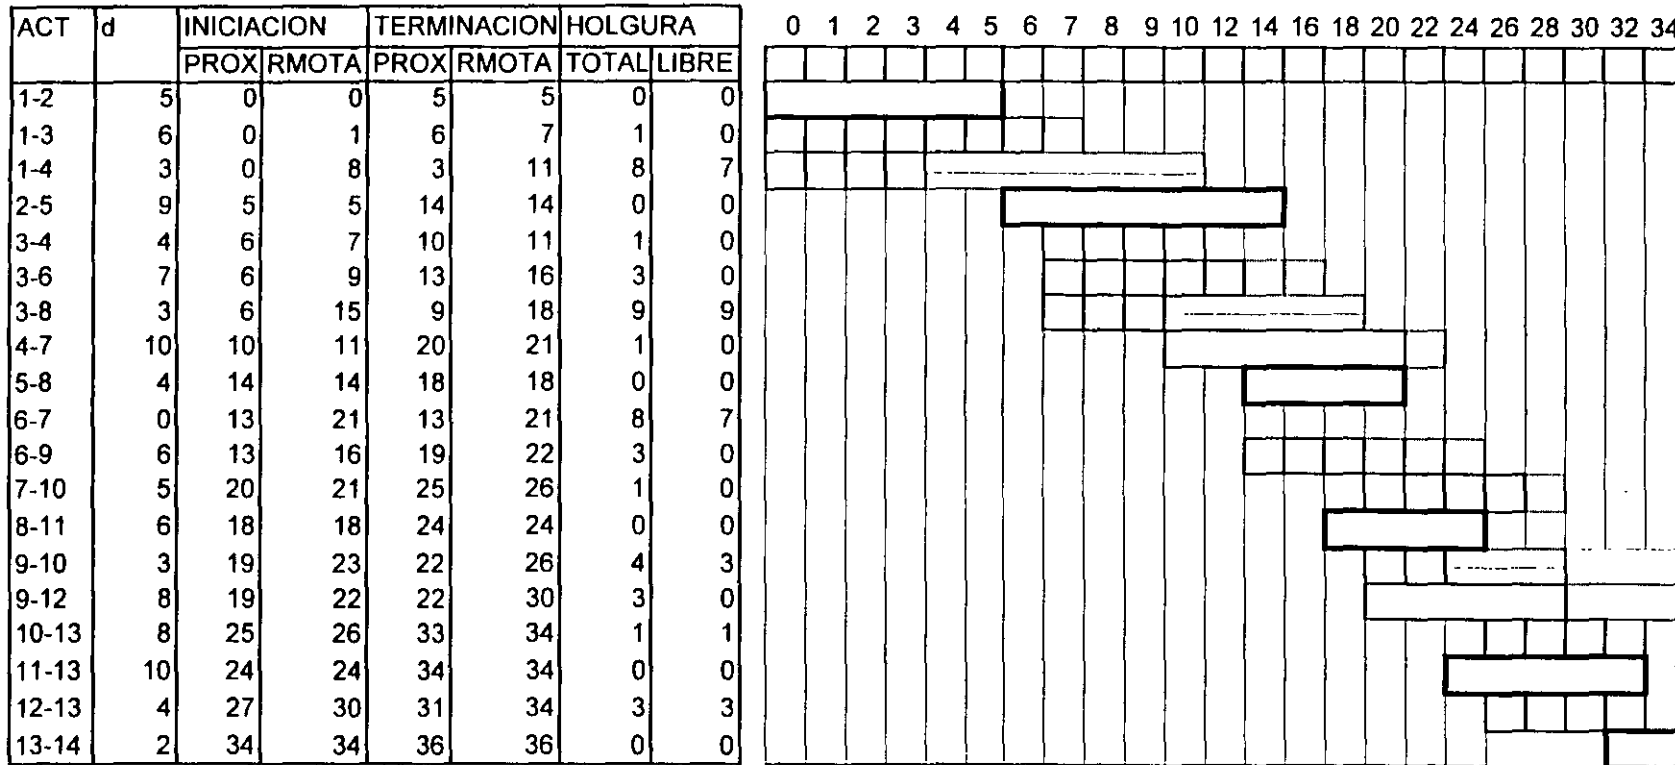 ACT d INICIACION TERMINACION HOLGURA 0 1 2 3 4 5 6 7 8 9 10 12 14 16 18 20 22 24 26 28 30 32 34
PROX RMOTA PROX RMOTA TOTAL LIBRE
1-2 5 0 0 5 5 0 0
1-3 6 0 1 6 7 1 0
1-4 3 0 8 3 11 8 7
2-5 9 5 5 14 14 0 0
3-4 4 6 7 10 11 1 0
3-6 7 6 9 13 16 3 0
3-8 3 6 15 9 18 9 9
4-7 10 10 11 20 21 1 0
5-8 4 14 14 18 18 0 0
6-7 0 13 21 13 21 8 7
6-9 6 13 16 19 22 3 0
7-10 5 20 21 25 26 1 0
8-11 6 18 18 24 24 0 0
9-10 3 19 23 22 26 4 3
9-12 8 19 22 22 30 3 0
10-13 8 25 26 33 34 1 1
11-13 10 24 24 34 34 0 0
12-13 4 27 30 31 34 3 3
13-14 2 34 34 36 36 0 0